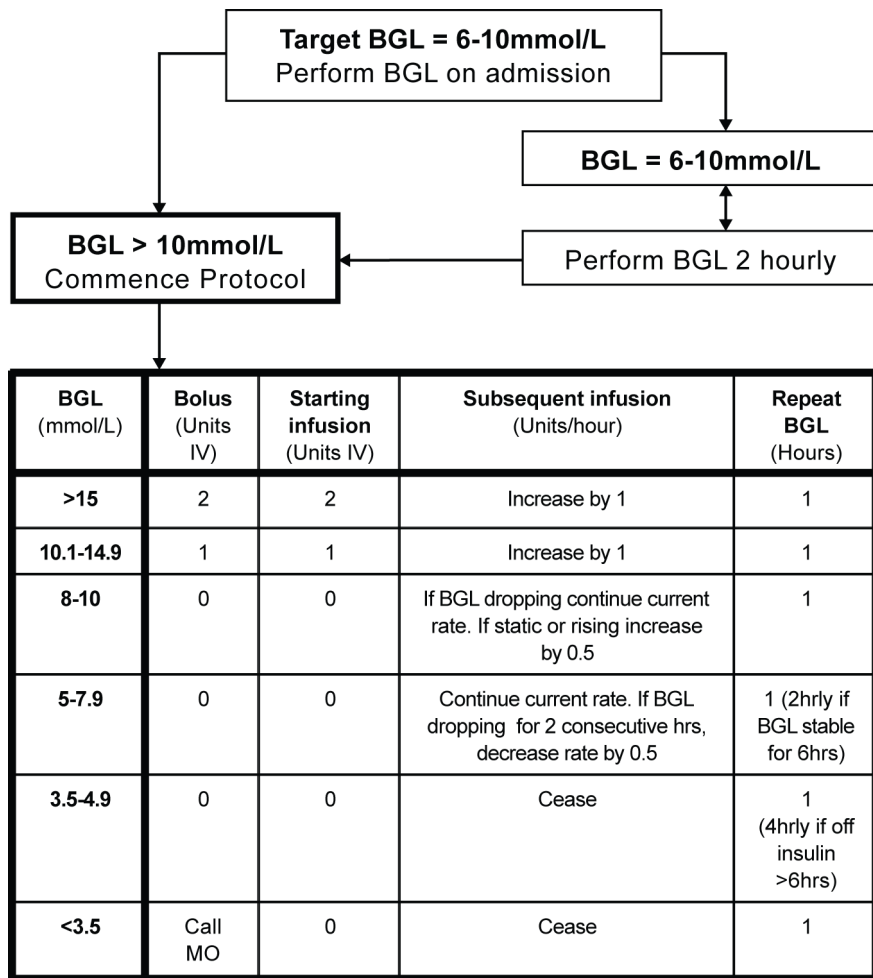 Target BGL = 6-10mmol/L
Perform BGL on admission
BGL = 6-10mmol/L
Perform BGL 2 hourly
BGL > 10mmol/L
Commence Protocol
BGL
(mmol/L)
Bolus
(Units
IV)
Starting
infusion
(Units IV)
Subsequent infusion
(Units/hour)
Repeat
BGL
(Hours)
>15
2
2
Increase by 1
1
10.1-14.9
1
1
Increase by 1
1
8-10
0
0
If BGL dropping continue current
rate. If static or rising increase
by 0.5
1
5-7.9
0
0
Continue current rate. If BGL
dropping for 2 consecutive hrs,
decrease rate by 0.5
1 (2hrly if
BGL stable
for 6hrs)
3.5-4.9
0
0
Cease
1
(4hrly if off
insulin
>6hrs)
<3.5
Call
MO
0
Cease
1